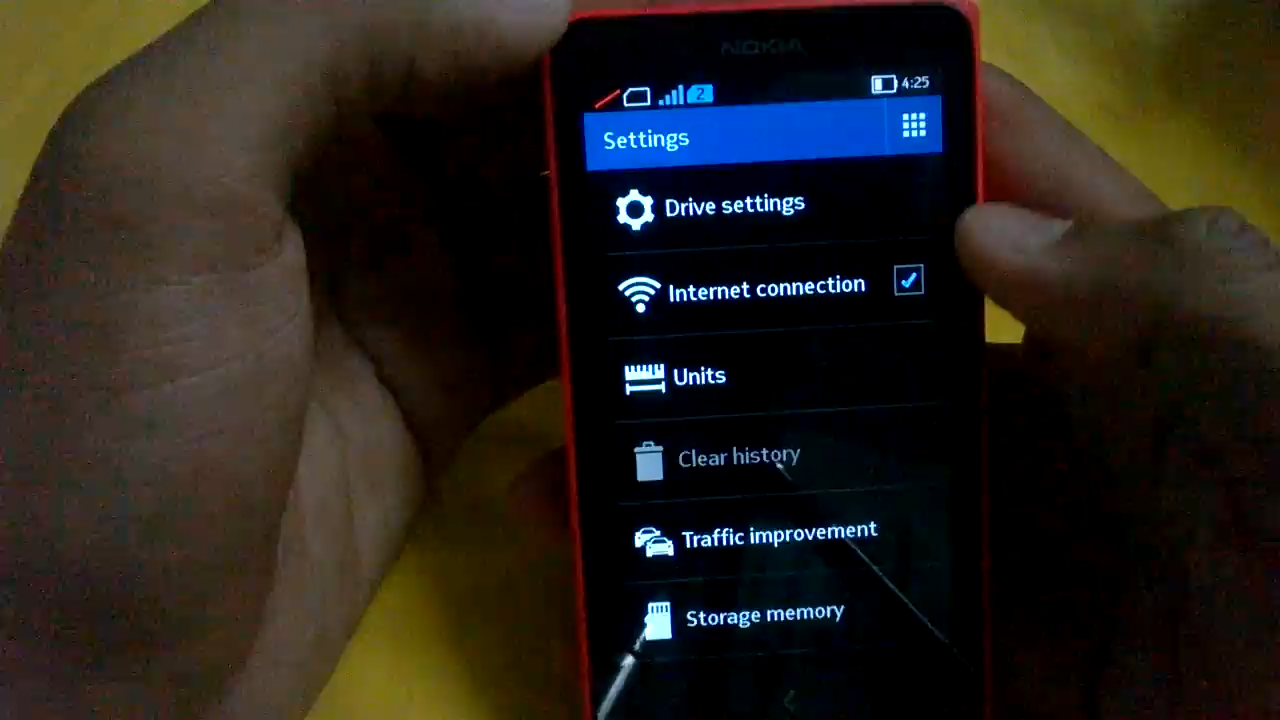 NOKIA
2 4:25
Settings
Drive settings
Internet connection
Units
Clear history
Traffic improvement
Storage memory